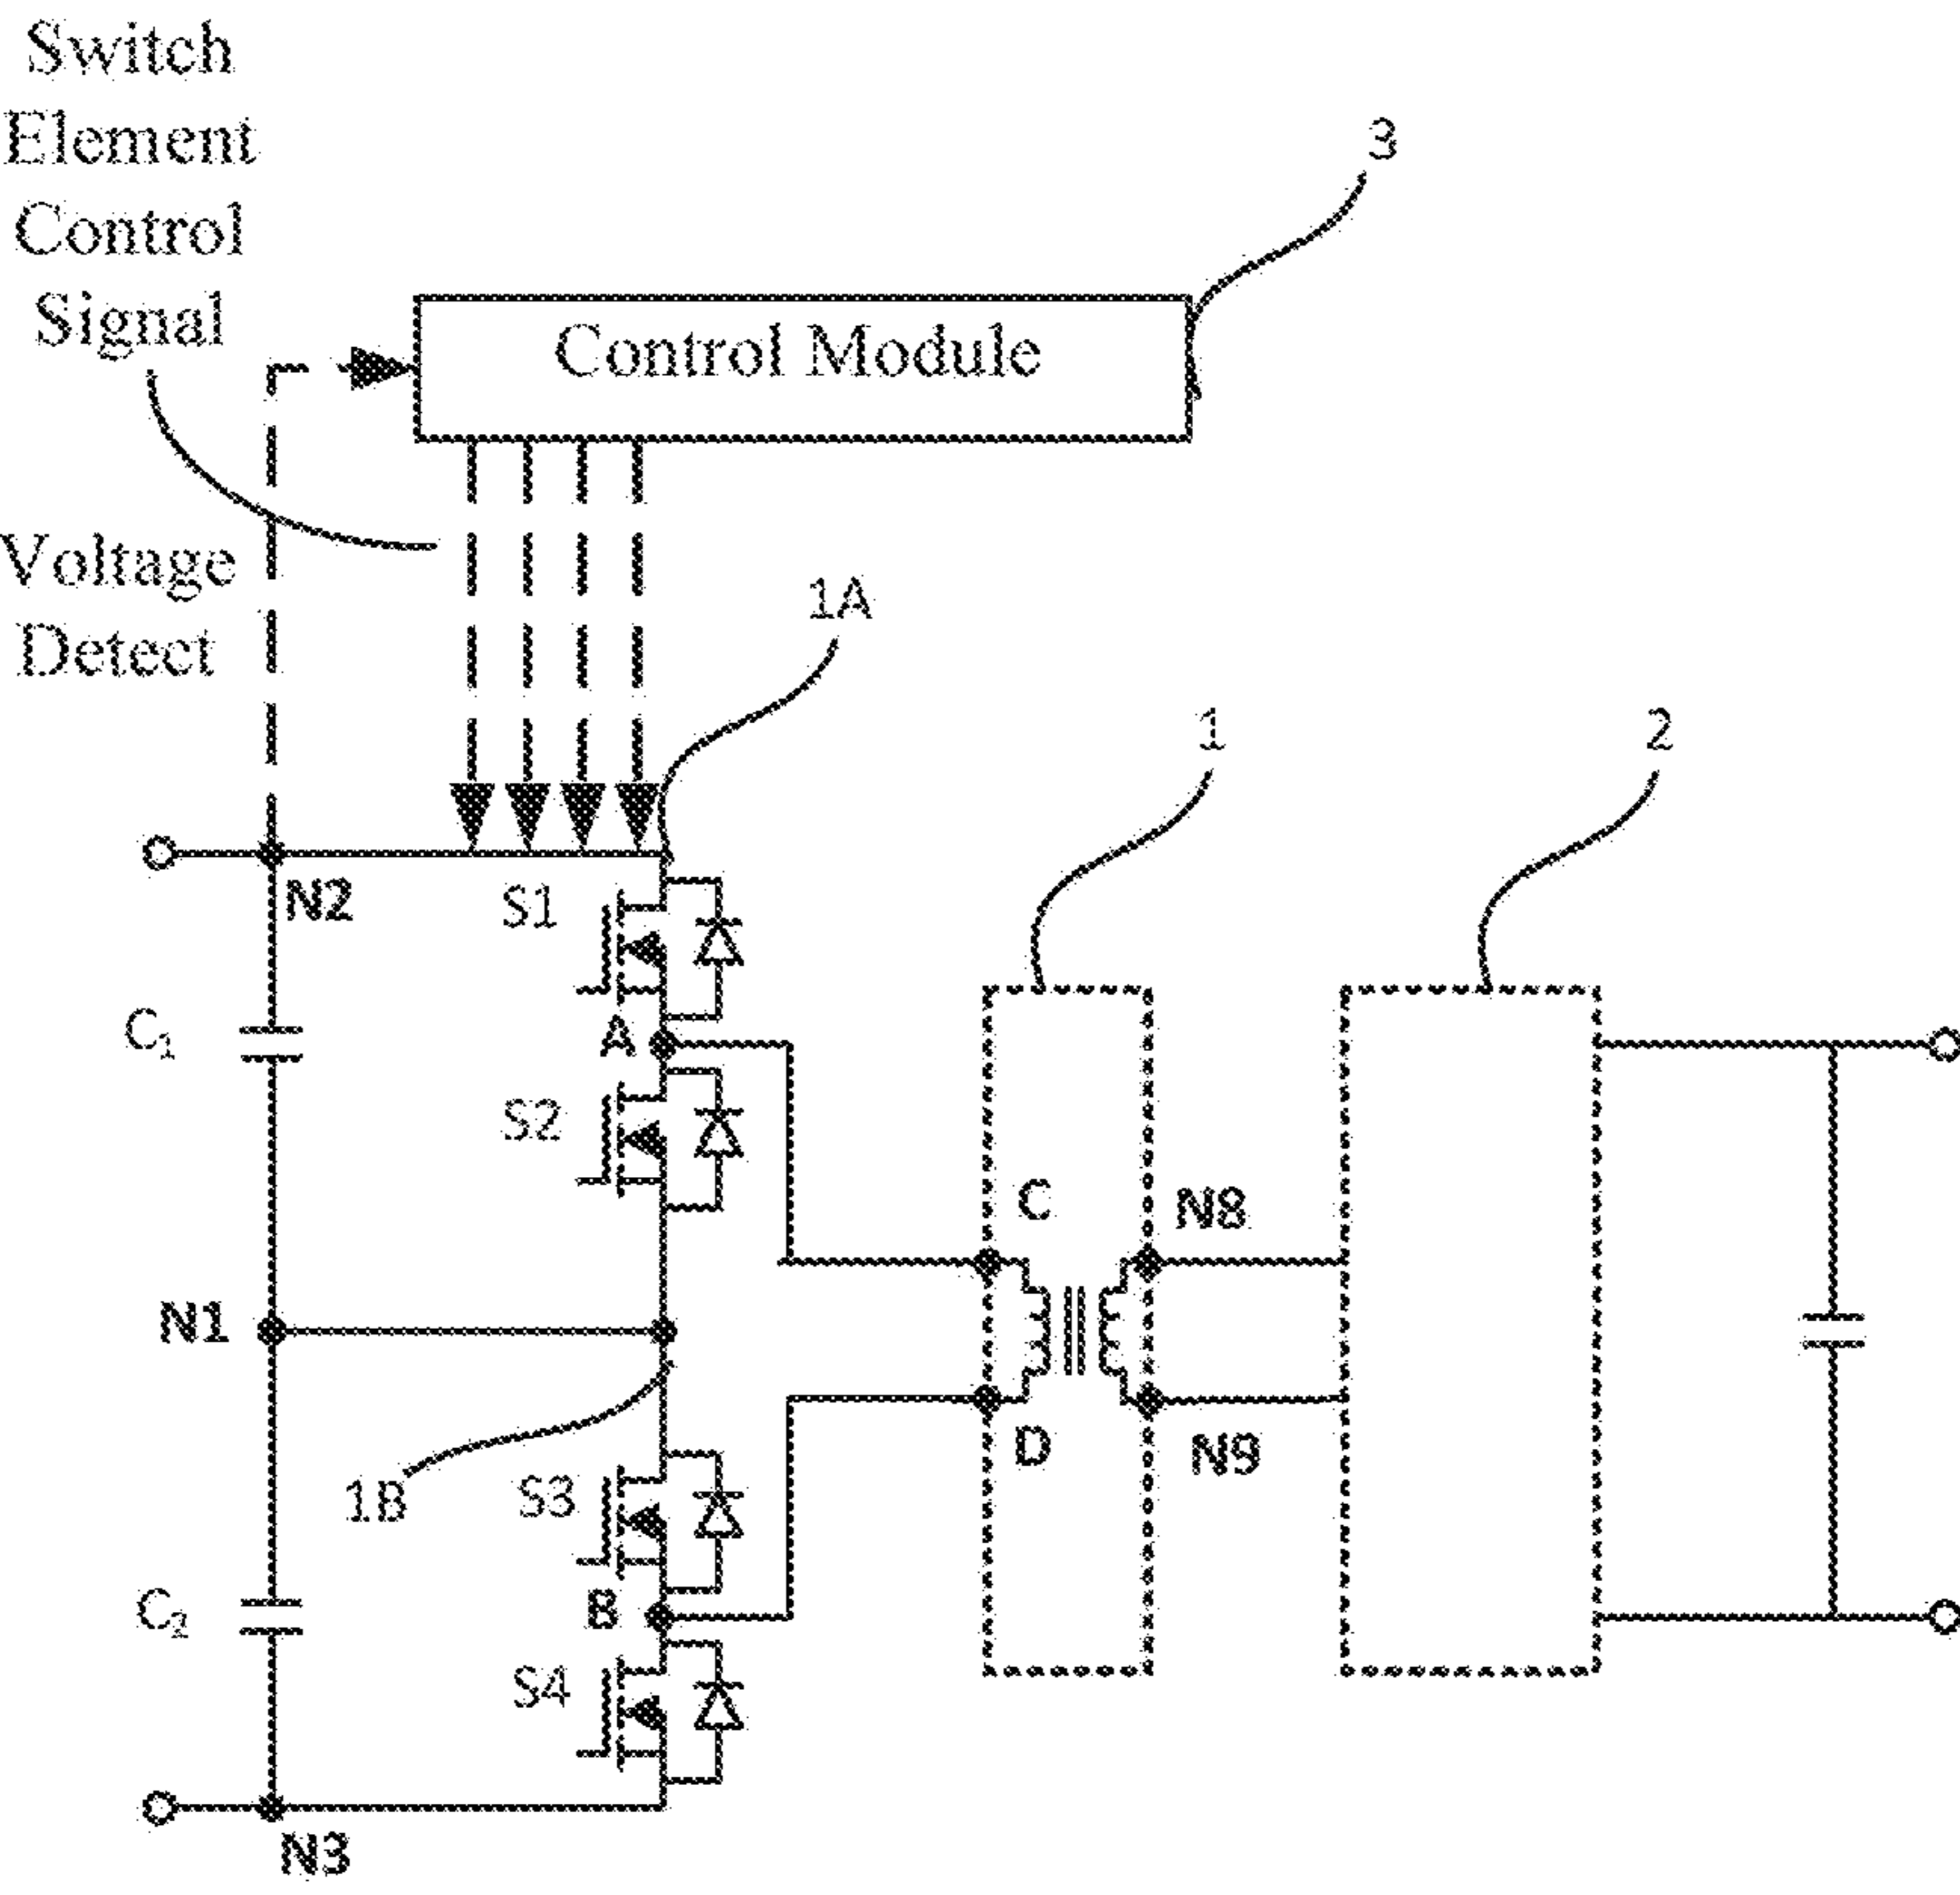 Switch
Element
Control
Signal
3
Control Module
Voltage
Detect
1A
1
2
N2
S1
C₁
A
S2
C
N8
N1
D
N9
1B
S3
C₂
B
S4
N3